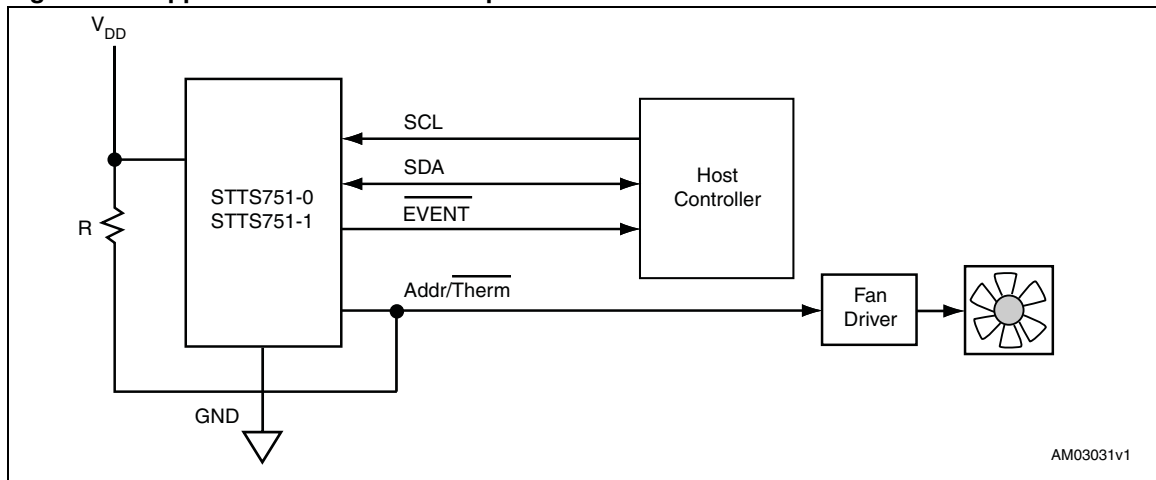 V_DD
R
STTS751-0
STTS751-1
SCL
SDA
EVENT
Addr/Therm
GND
Host
Controller
Fan
Driver
AM03031v1